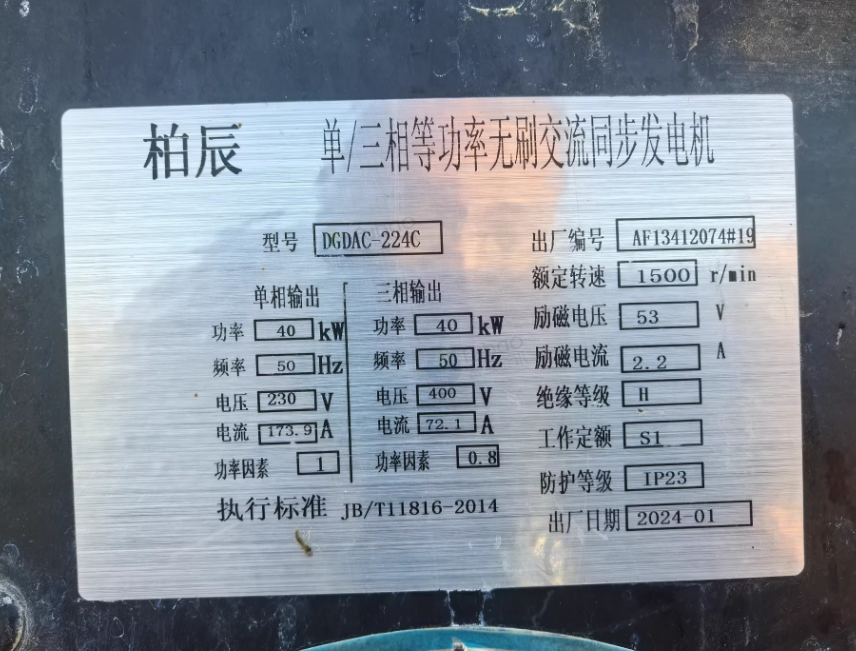 柏辰 单/三相等功率无刷交流同步发电机
型号 DGDAC-224C
出厂编号 AF13412074#19
额定转速 1500 r/min
励磁电压 53 V
励磁电流 2.2 A
绝缘等级 H
工作定额 S1
防护等级 IP23
出厂日期 2024-01
单相输出
功率 40 kW
频率 50 Hz
电压 230 V
电流 173.9 A
功率因素 1
三相输出
功率 40 kW
频率 50 Hz
电压 400 V
电流 72.1 A
功率因素 0.8
执行标准 JB/T11816-2014